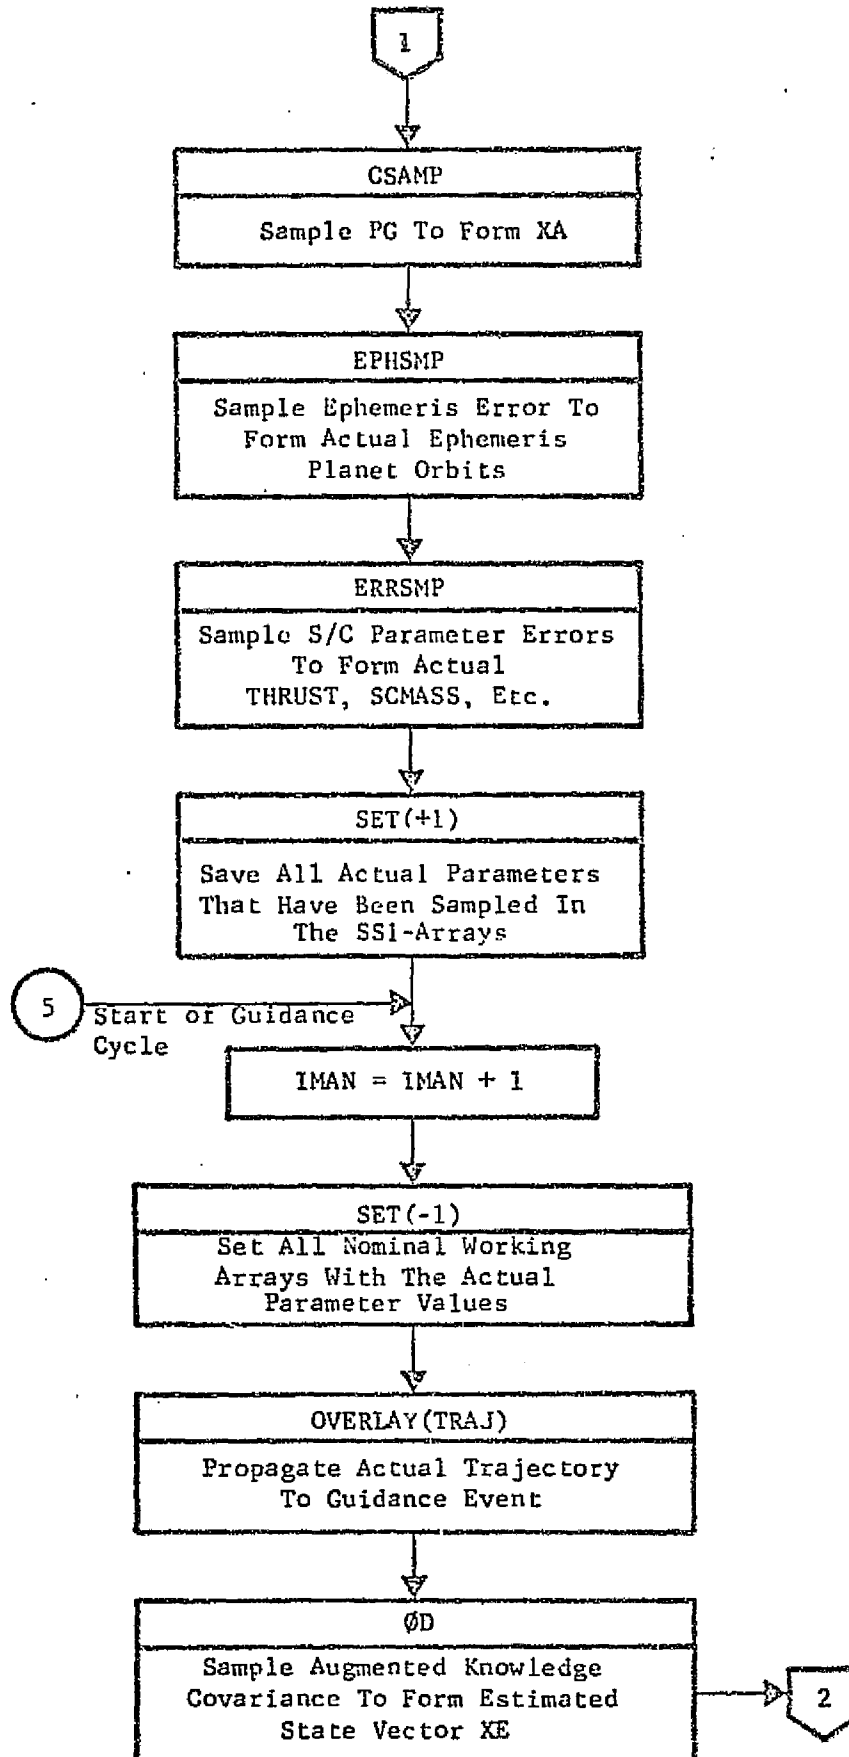 1
CSAMP
Sample PG To Form XA
EPHSMP
Sample Ephemeris Error To
Form Actual Ephemeris
Planet Orbits
ERRSMP
Sample S/C Parameter Errors
To Form Actual
THRUST, SCMASS, Etc.
SET(+1)
Save All Actual Parameters
That Have Been Sampled In
The SS1-Arrays
5
Start of Guidance
Cycle
IMAN = IMAN + 1
SET(-1)
Set All Nominal Working
Arrays With The Actual
Parameter Values
OVERLAY(TRAJ)
Propagate Actual Trajectory
To Guidance Event
ØD
Sample Augmented Knowledge
Covariance To Form Estimated
State Vector XE
2